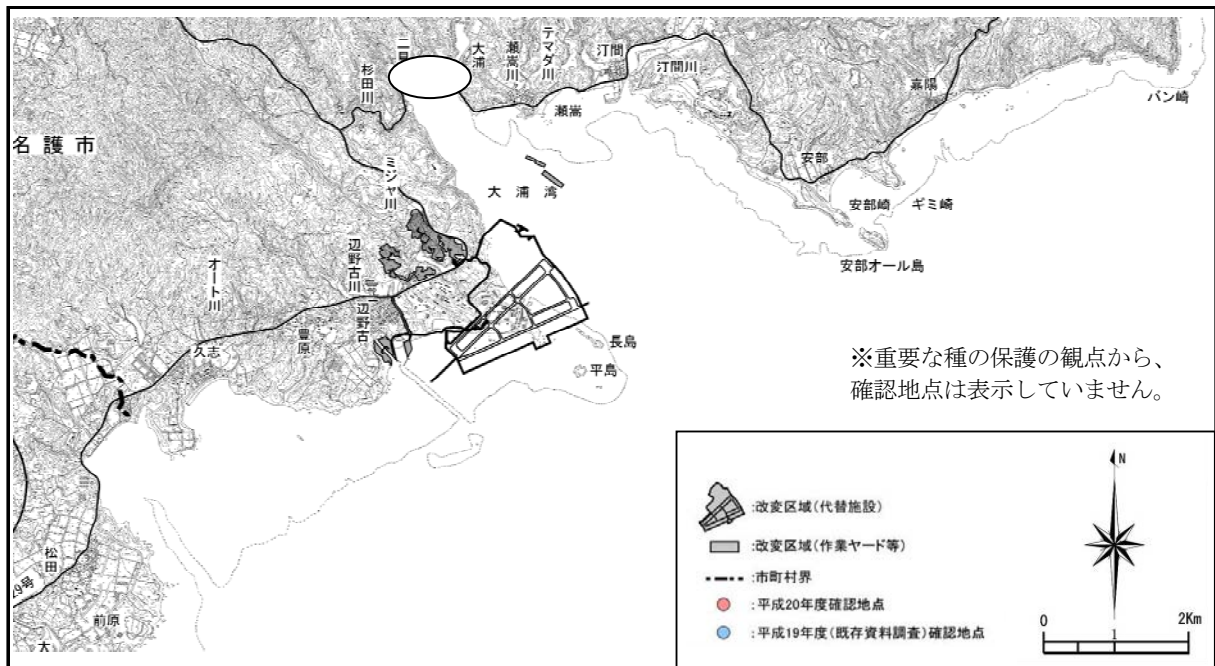 二見
大浦
瀬嵩川
テマダ川
汀間
汀間川
杉田川
瀬嵩
嘉陽
バン崎
名護市
安部
ミジャ川
大浦湾
安部崎
ギミ崎
安部オール島
辺野古川
オート川
辺野古
豊原
長島
久志
平島
※重要な種の保護の観点から、
確認地点は表示していません。
松田
29号
前原
大
:改変区域(代替施設)
:改変区域(作業ヤード等)
:市町村界
:平成20年度確認地点
:平成19年度(既存資料調査)確認地点
N
0
1
2Km